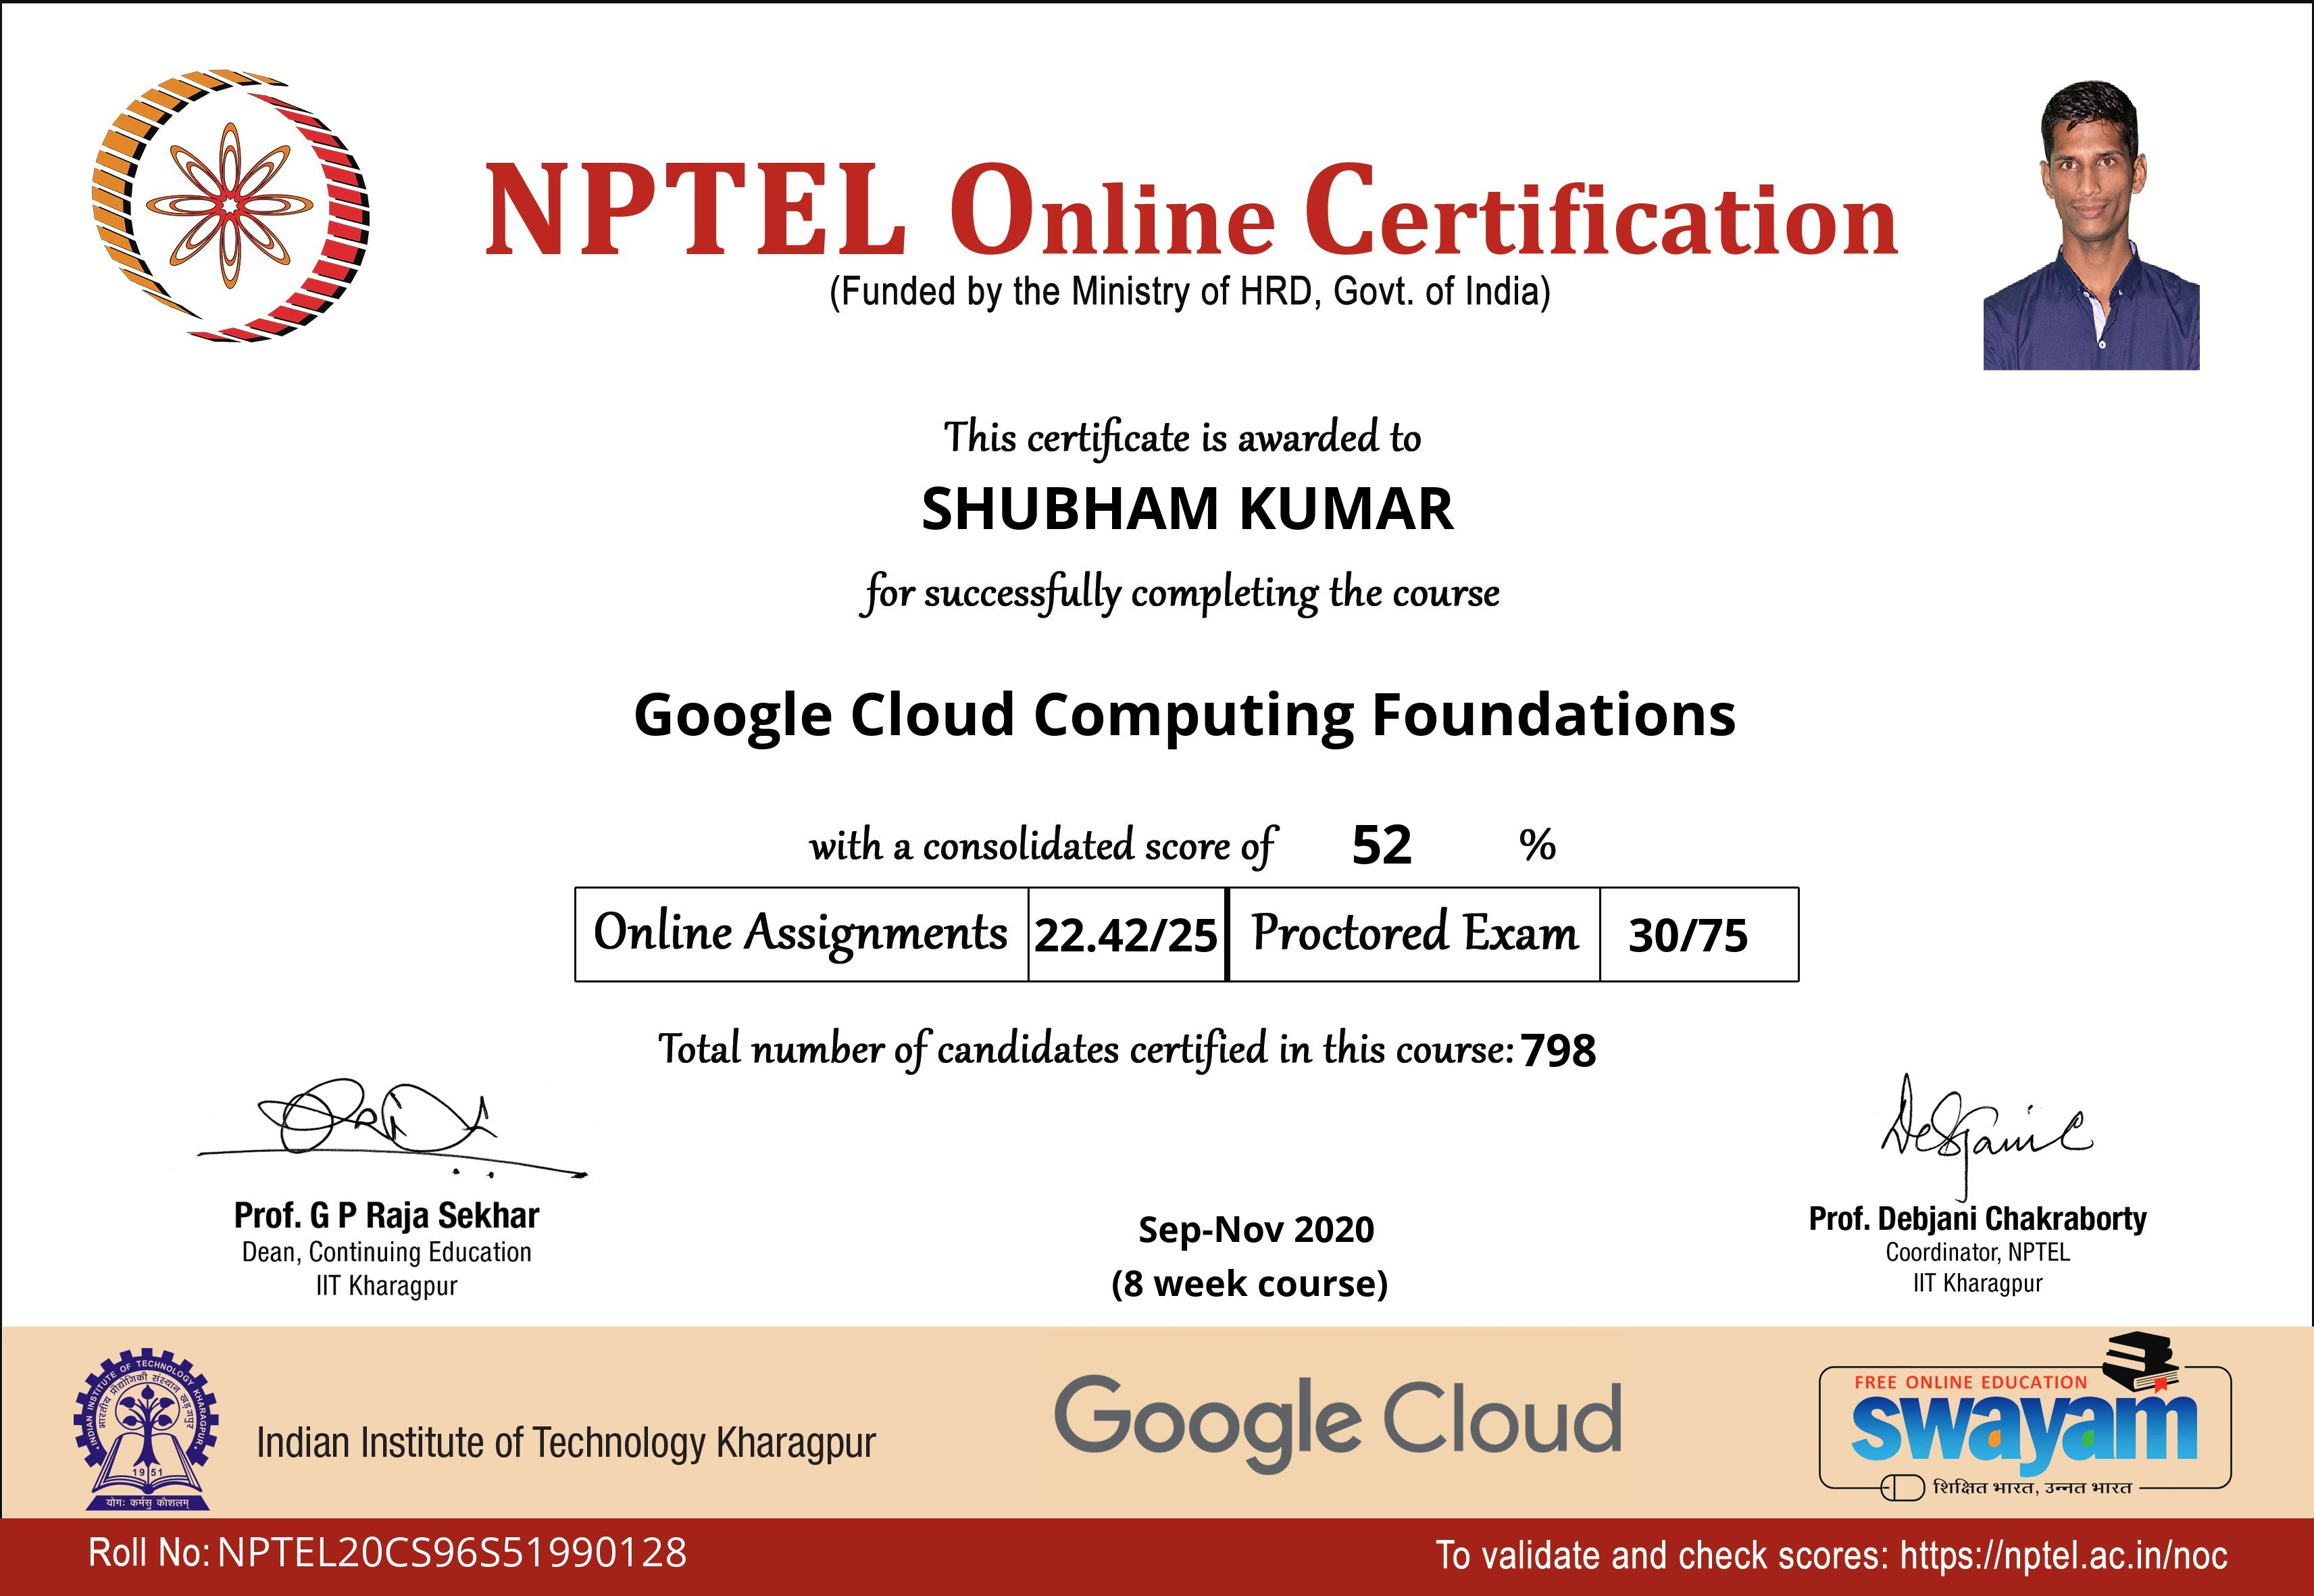 NPTEL Online Certification
(Funded by the Ministry of HRD, Govt. of India)
This certificate is awarded to
SHUBHAM KUMAR
for successfully completing the course
Google Cloud Computing Foundations
with a consolidated score of 52 %
Online Assignments 22.42/25 Proctored Exam 30/75
Total number of candidates certified in this course: 798
Debjani C
Prof. G P Raja Sekhar
Dean, Continuing Education
IIT Kharagpur
Sep-Nov 2020
(8 week course)
Prof. Debjani Chakraborty
Coordinator, NPTEL
IIT Kharagpur
INDIAN INSTITUTE OF TECHNOLOGY KHARAGPUR
भारतीय प्रौद्योगिकी संस्थान खड़गपुर
1951
योगः कर्मसु कौशलम्
Indian Institute of Technology Kharagpur
Google Cloud
FREE ONLINE EDUCATION
swayam
शिक्षित भारत, उन्नत भारत
Roll No: NPTEL20CS96S51990128
To validate and check scores: https://nptel.ac.in/noc